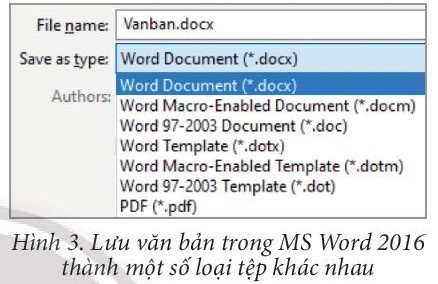 File name: Vanban.docx
Save as type: Word Document (*.docx)
Word Document (*.docx)
Authors:
Word Macro-Enabled Document (*.docm)
Word 97-2003 Document (*.doc)
Word Template (*.dotx)
Word Macro-Enabled Template (*.dotm)
Word 97-2003 Template (*.dot)
PDF (*.pdf)
Hình 3. Lưu văn bản trong MS Word 2016
thành một số loại tệp khác nhau